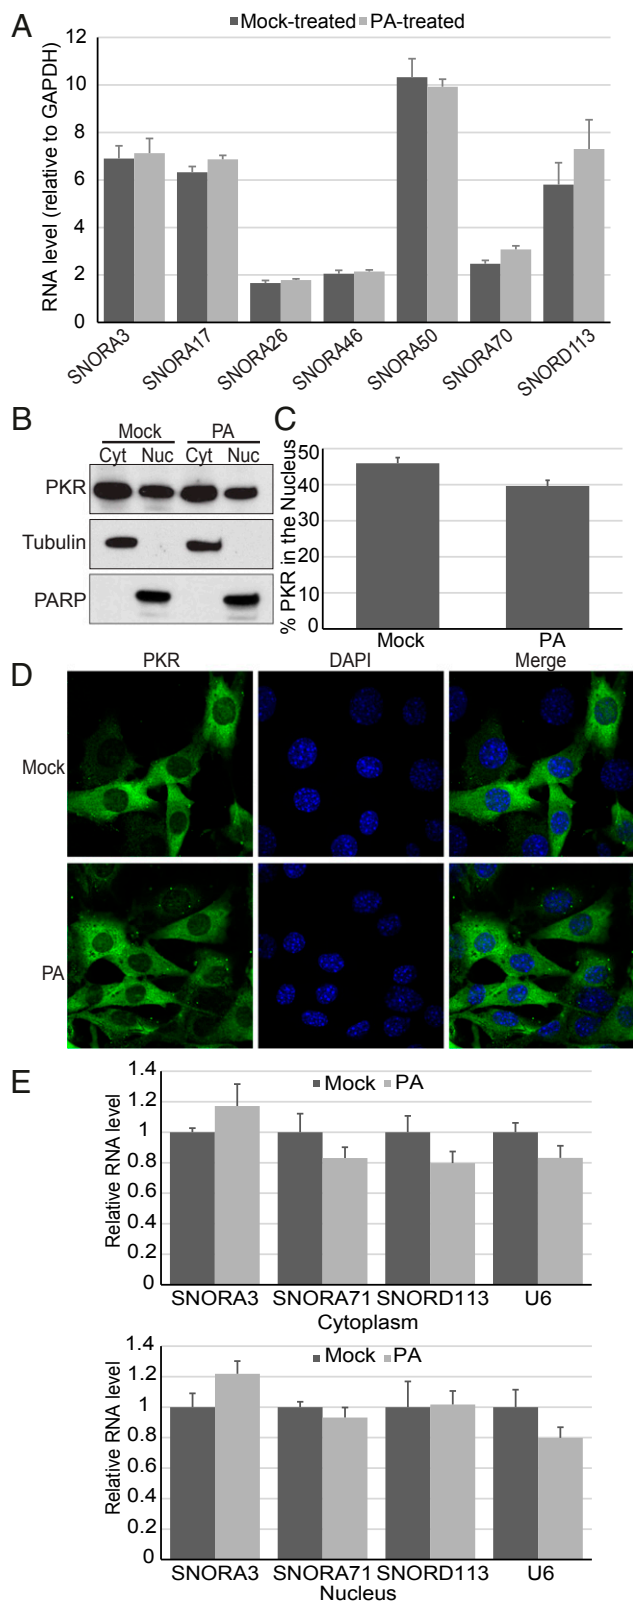 A
Mock-treated PA-treated
RNA level (relative to GAPDH)
12
10
8
6
4
2
0
SNORA3 SNORA17 SNORA26 SNORA46 SNORA50 SNORA70 SNORD113
B
Mock PA
Cyt Nuc Cyt Nuc
PKR
Tubulin
PARP
C
% PKR in the Nucleus
50
40
30
20
10
0
Mock PA
D
PKR DAPI Merge
Mock
PA
E
Mock PA
Relative RNA level
1.4
1.2
1
0.8
0.6
0.4
0.2
0
SNORA3 SNORA71 SNORD113 U6
Cytoplasm
Mock PA
Relative RNA level
1.4
1.2
1
0.8
0.6
0.4
0.2
0
SNORA3 SNORA71 SNORD113 U6
Nucleus